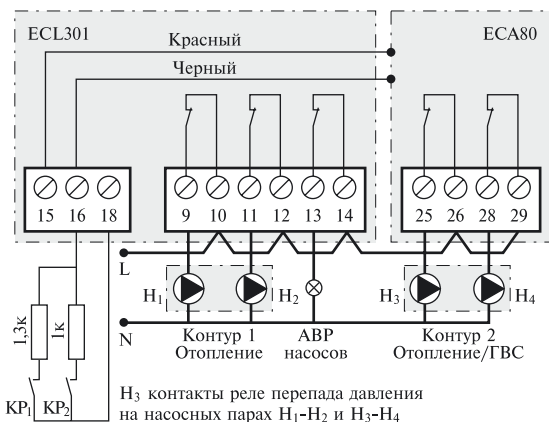 ECL301
ECA80
Красный
Черный
15 16 18
9 10 11 12 13 14
25 26 28 29
L
H1 H2
H3 H4
N
1,3к
1к
Контур 1
Отопление
АВР
насосов
Контур 2
Отопление/ГВС
КР1
КР2
Н3 контакты реле перепада давления
на насосных парах Н1-Н2 и Н3-Н4